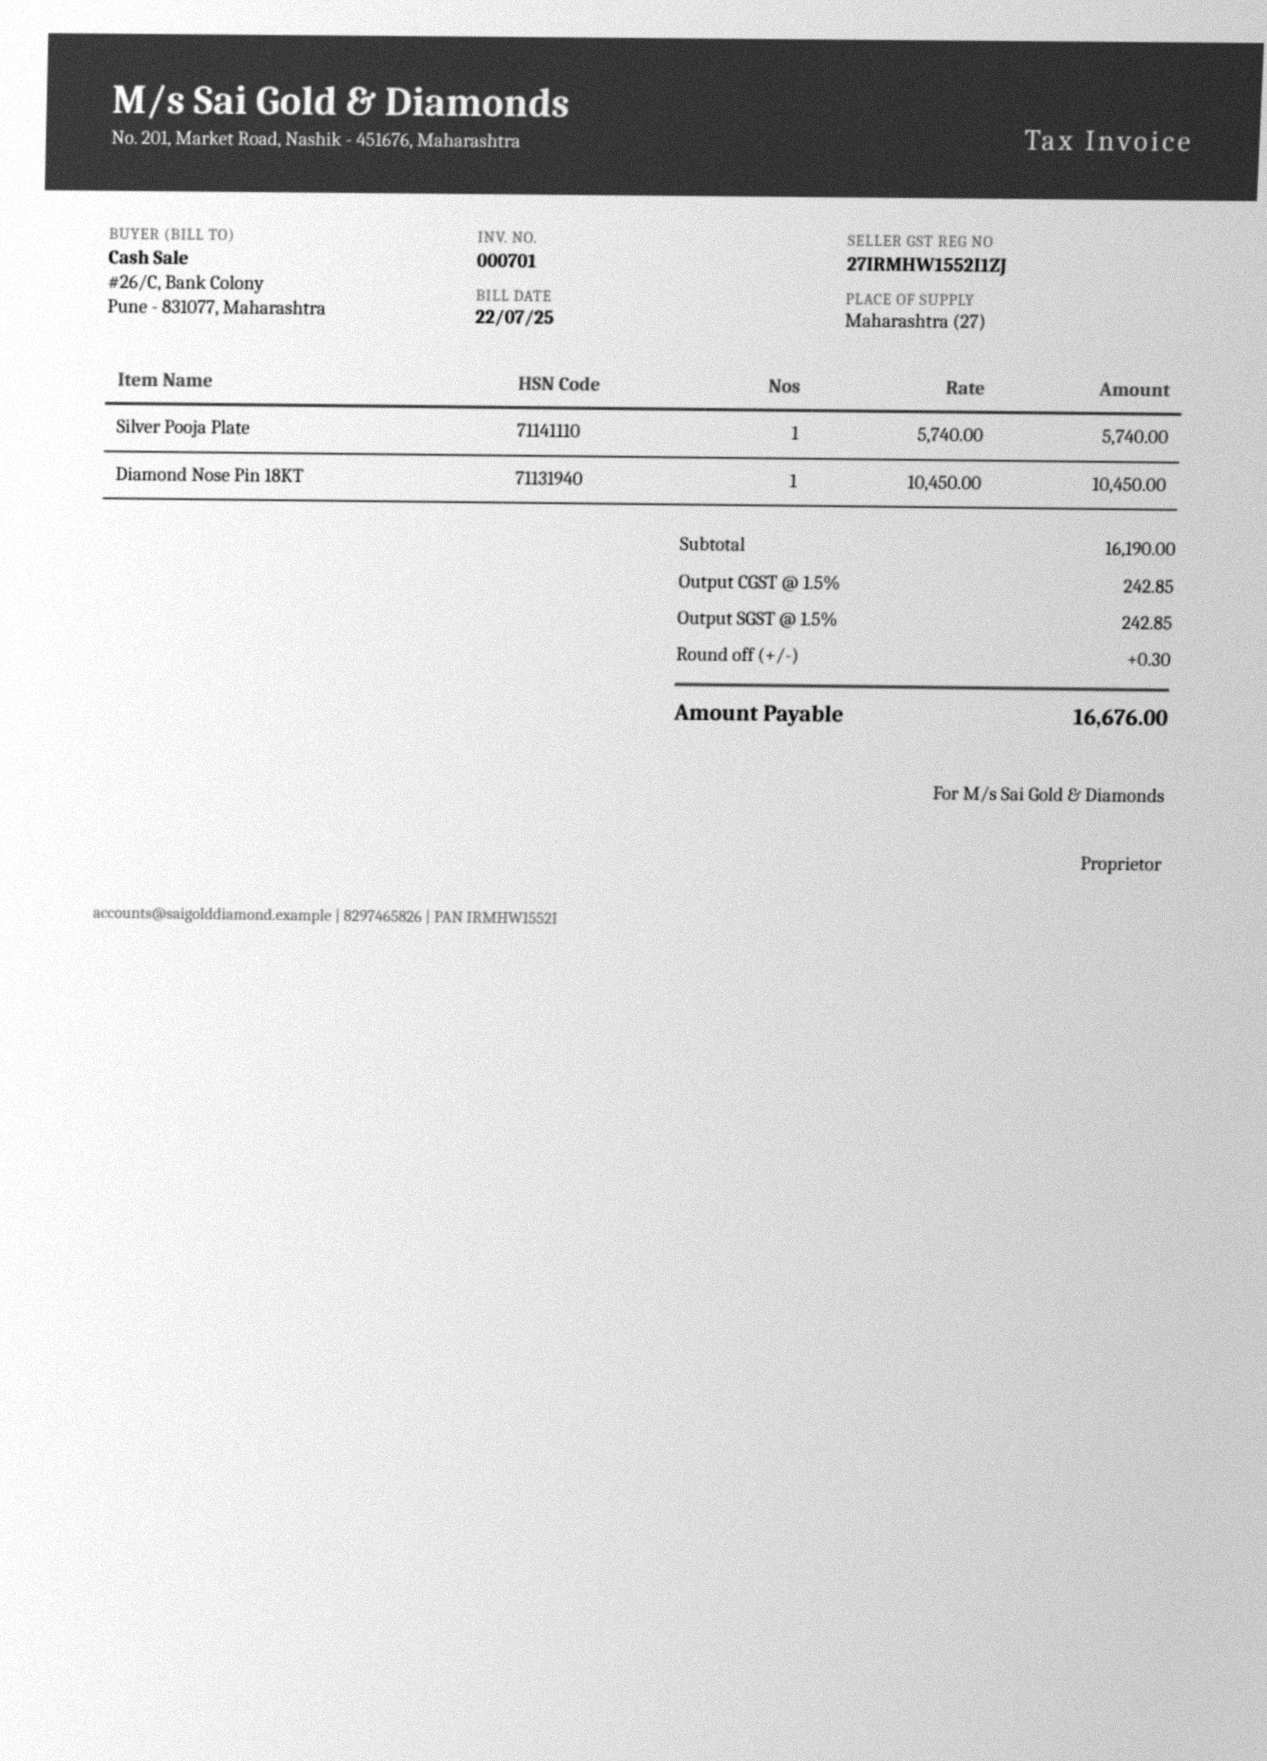 M/s Sai Gold & Diamonds
No. 201, Market Road, Nashik - 451676, Maharashtra
Tax Invoice
BUYER (BILL TO)
Cash Sale
#26/C, Bank Colony
Pune - 831077, Maharashtra
INV. NO.
000701
BILL DATE
22/07/25
SELLER GST REG NO
27IRMHW1552I1ZJ
PLACE OF SUPPLY
Maharashtra (27)
Item Name HSN Code Nos Rate Amount
Silver Pooja Plate 71141110 1 5,740.00 5,740.00
Diamond Nose Pin 18KT 71131940 1 10,450.00 10,450.00
Subtotal 16,190.00
Output CGST @ 1.5% 242.85
Output SGST @ 1.5% 242.85
Round off (+/-) +0.30
Amount Payable 16,676.00
For M/s Sai Gold & Diamonds
Proprietor
accounts@saigolddiamond.example | 8297465826 | PAN IRMHW1552I